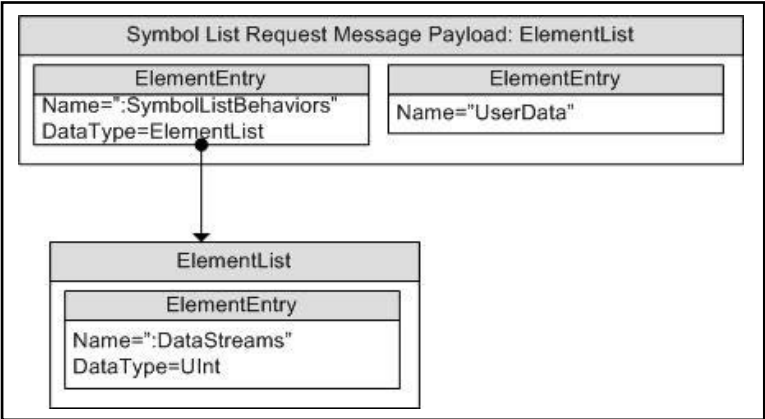 Symbol List Request Message Payload: ElementList
ElementEntry
Name=":SymbolListBehaviors"
DataType=ElementList
ElementEntry
Name="UserData"
ElementList
ElementEntry
Name=":DataStreams"
DataType=UInt